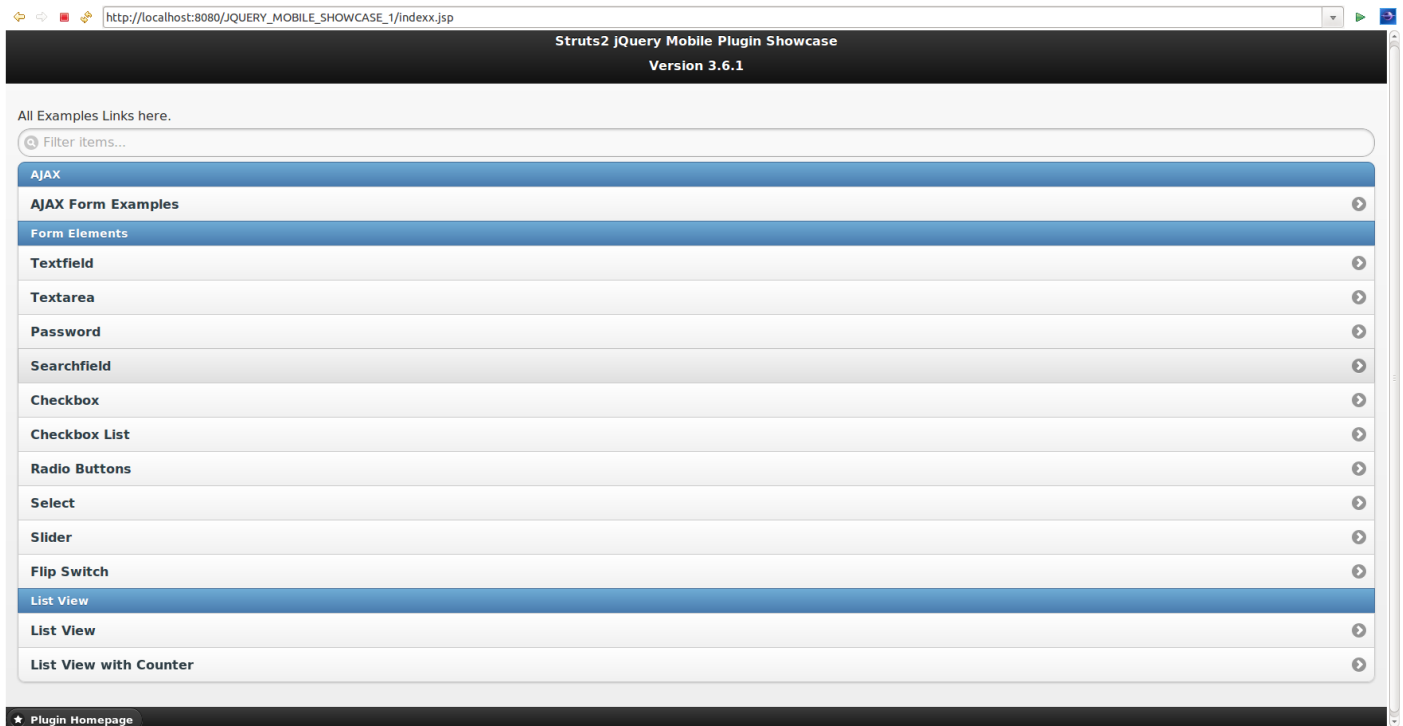 http://localhost:8080/JQUERY_MOBILE_SHOWCASE_1/indexx.jsp
Struts2 jQuery Mobile Plugin Showcase
Version 3.6.1
All Examples Links here.
Filter items...
AJAX
AJAX Form Examples
Form Elements
Textfield
Textarea
Password
Searchfield
Checkbox
Checkbox List
Radio Buttons
Select
Slider
Flip Switch
List View
List View
List View with Counter
Plugin Homepage